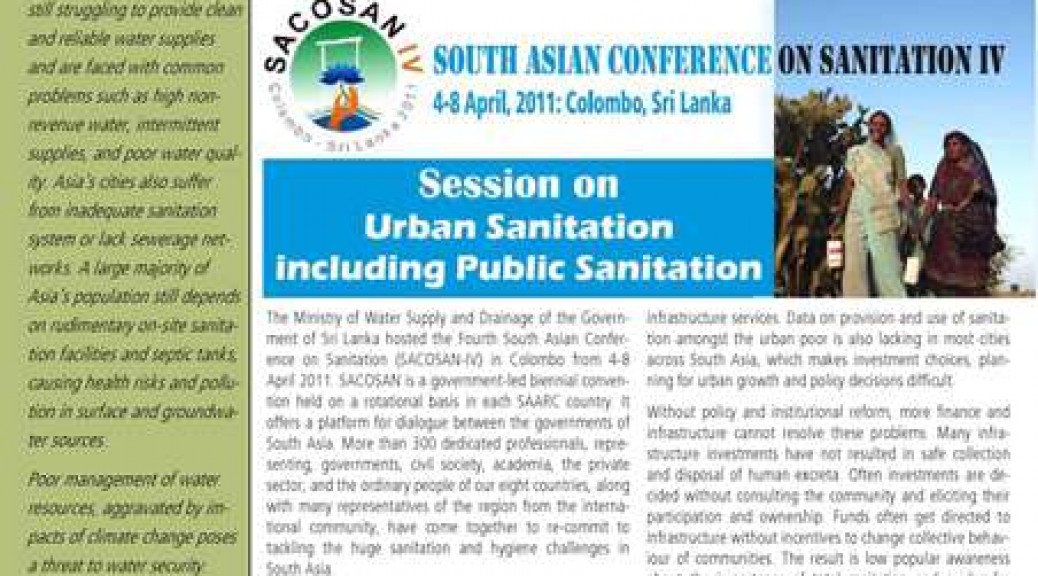 still struggling to provide clean
and reliable water supplies
and are faced with common
problems such as high non-
revenue water, intermittent
supplies, and poor water qual-
ity. Asia's cities also suffer
from inadequate sanitation
system or lack sewerage net-
works. A large majority of
Asia's population still depends
on rudimentary on-site sanita-
tion facilities and septic tanks,
causing health risks and pollu-
tion in surface and groundwa-
ter sources.
Poor management of water
resources, aggravated by im-
pacts of climate change poses
a threat to water security.
SACOSAN IV
Colombo - Sri Lanka 2011
SOUTH ASIAN CONFERENCE ON SANITATION IV
4-8 April, 2011: Colombo, Sri Lanka
Session on
Urban Sanitation
including Public Sanitation
The Ministry of Water Supply and Drainage of the Govern-
ment of Sri Lanka hosted the Fourth South Asian Confer-
ence on Sanitation (SACOSAN-IV) in Colombo from 4-8
April 2011. SACOSAN is a government-led biennial conven-
tion held on a rotational basis in each SAARC country. It
offers a platform for dialogue between the governments of
South Asia. More than 300 dedicated professionals, repre-
senting, governments, civil society, academia, the private
sector, and the ordinary people of our eight countries, along
with many representatives of the region from the interna-
tional community, have come together to re-commit to
tackling the huge sanitation and hygiene challenges in
South Asia.
infrastructure services. Data on provision and use of sanita-
tion amongst the urban poor is also lacking in most cities
across South Asia, which makes investment choices, plan-
ning for urban growth and policy decisions difficult.
Without policy and institutional reform, more finance and
infrastructure cannot resolve these problems. Many infra-
structure investments have not resulted in safe collection
and disposal of human excreta. Often investments are de-
cided without consulting the community and eliciting their
participation and ownership. Funds often get directed to
infrastructure without incentives to change collective behav-
iour of communities. The result is low popular awareness